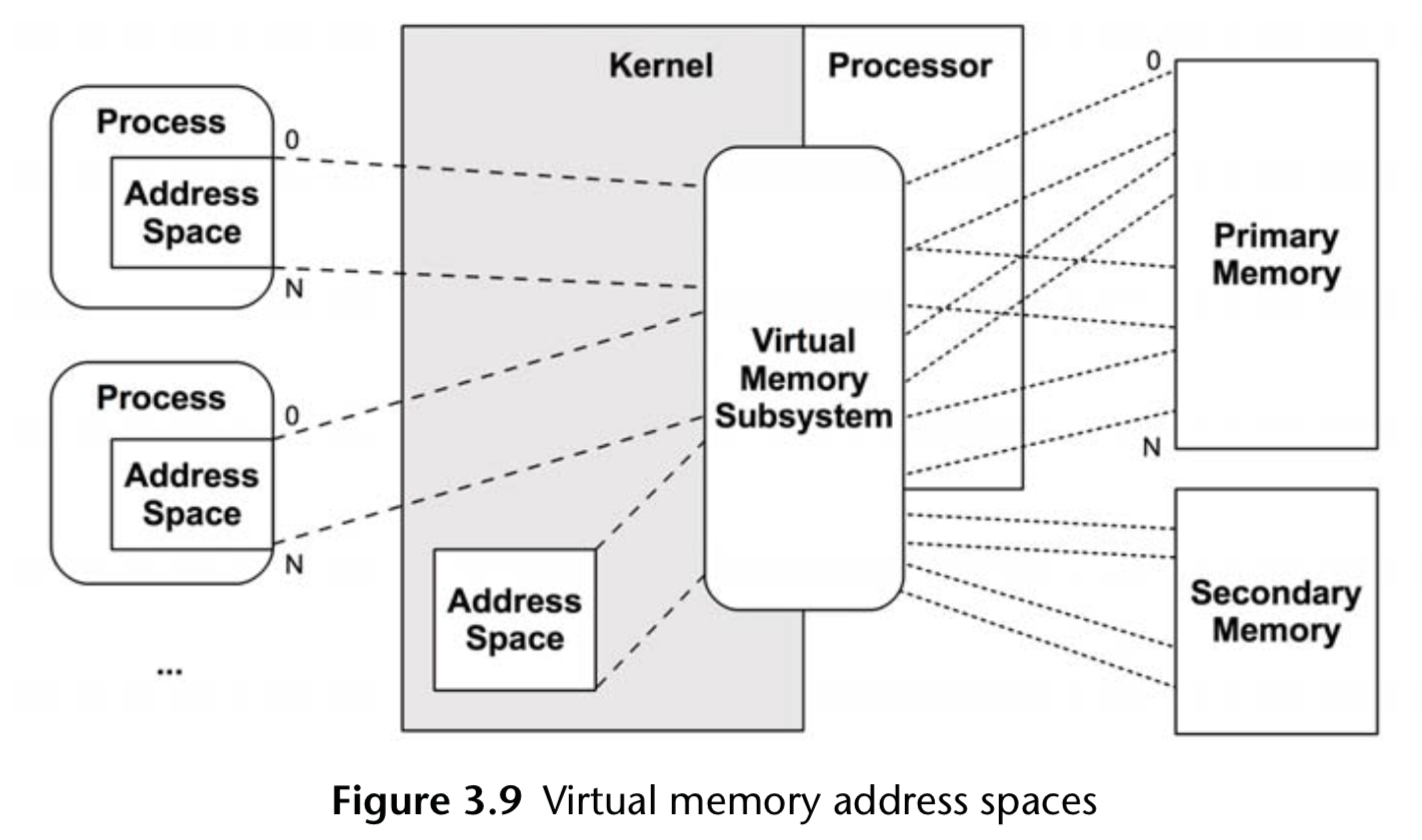 Kernel
Processor
Process
0
Address
Space
N
Process
0
Address
Space
N
...
Address
Space
Virtual
Memory
Subsystem
0
Primary
Memory
N
Secondary
Memory
Figure 3.9 Virtual memory address spaces